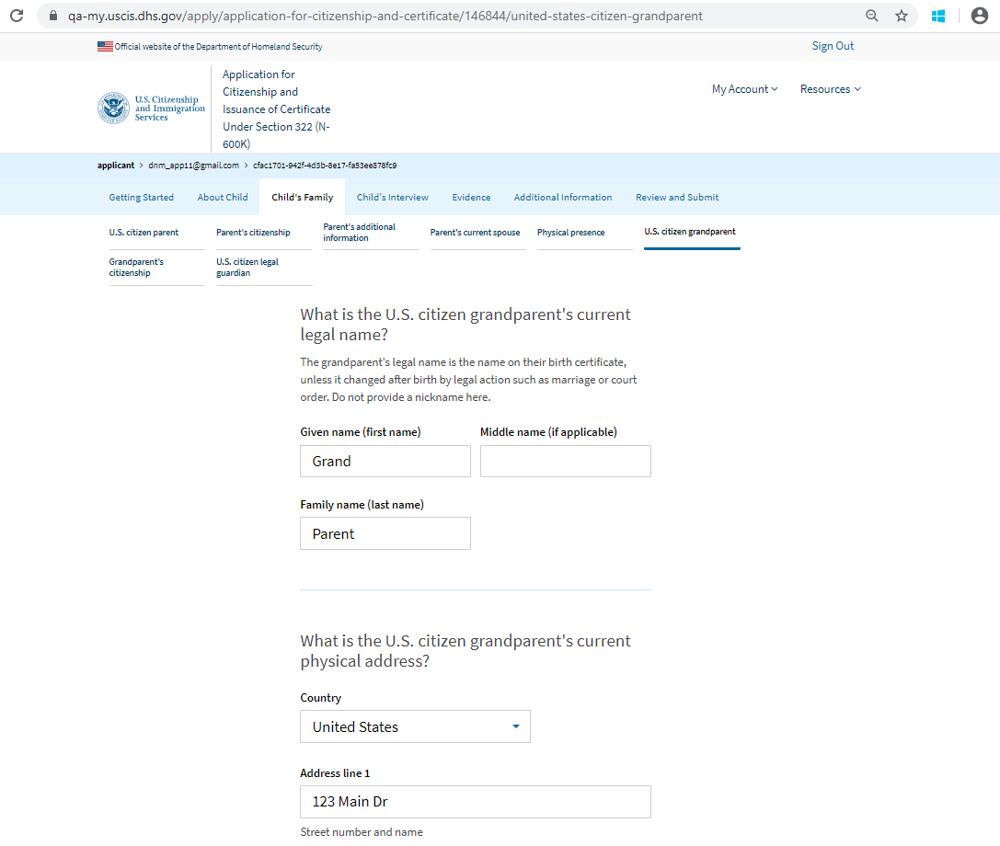 qa-my.uscis.dhs.gov/apply/application-for-citizenship-and-certificate/146844/united-states-citizen-grandparent
Official website of the Department of Homeland Security
Sign Out
U.S. Citizenship
and Immigration
Services
Application for
Citizenship and
Issuance of Certificate
Under Section 322 (N-
600K)
My Account
Resources
applicant > dnm_app11@gmail.com > cfac1701-942f-4d3b-8e17-fa53ee878fc9
Getting Started
About Child
Child's Family
Child's Interview
Evidence
Additional Information
Review and Submit
U.S. citizen parent
Parent's citizenship
Parent's additional
information
Parent's current spouse
Physical presence
U.S. citizen grandparent
Grandparent's
citizenship
U.S. citizen legal
guardian
What is the U.S. citizen grandparent's current
legal name?
The grandparent's legal name is the name on their birth certificate,
unless it changed after birth by legal action such as marriage or court
order. Do not provide a nickname here.
Given name (first name)
Middle name (if applicable)
Grand
Family name (last name)
Parent
What is the U.S. citizen grandparent's current
physical address?
Country
United States
Address line 1
123 Main Dr
Street number and name